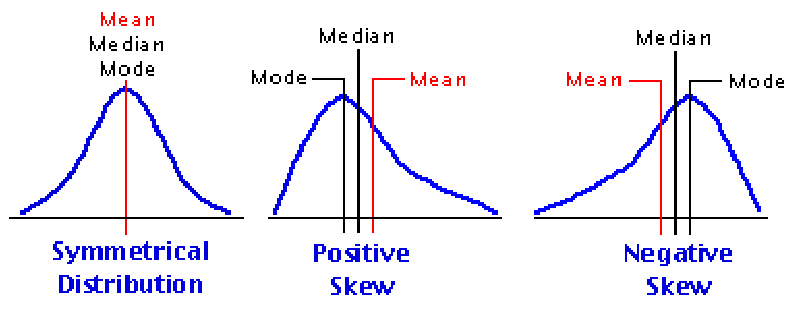 Mean
Median
Mode
Symmetrical
Distribution
Median
Mode
Mean
Positive
Skew
Median
Mean
Mode
Negative
Skew